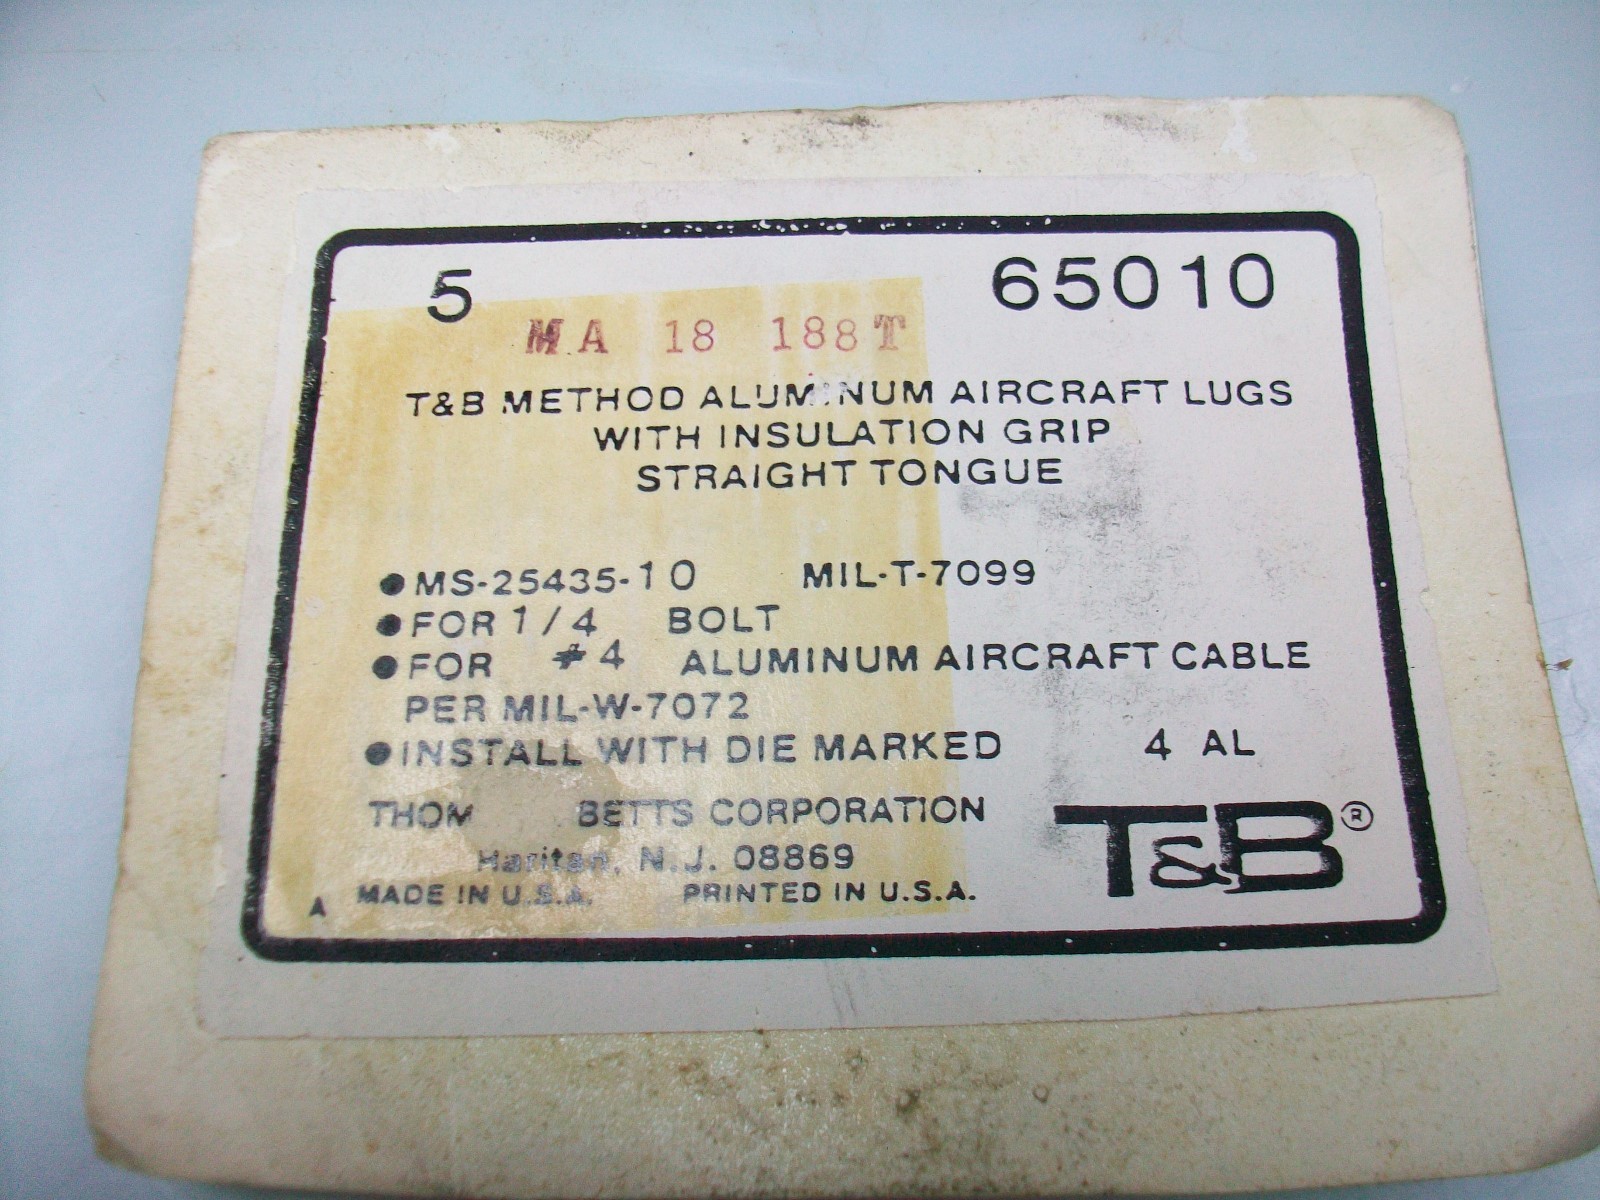 5 65010
MA 18 188T
T&B METHOD ALUMINUM AIRCRAFT LUGS
WITH INSULATION GRIP
STRAIGHT TONGUE
●MS-25435-10 MIL-T-7099
●FOR 1/4 BOLT
●FOR #4 ALUMINUM AIRCRAFT CABLE
PER MIL-W-7072
●INSTALL WITH DIE MARKED 4 AL
THOM BETTS CORPORATION
N.J. 08869
T&B®
A MADE IN U.S.A. PRINTED IN U.S.A.